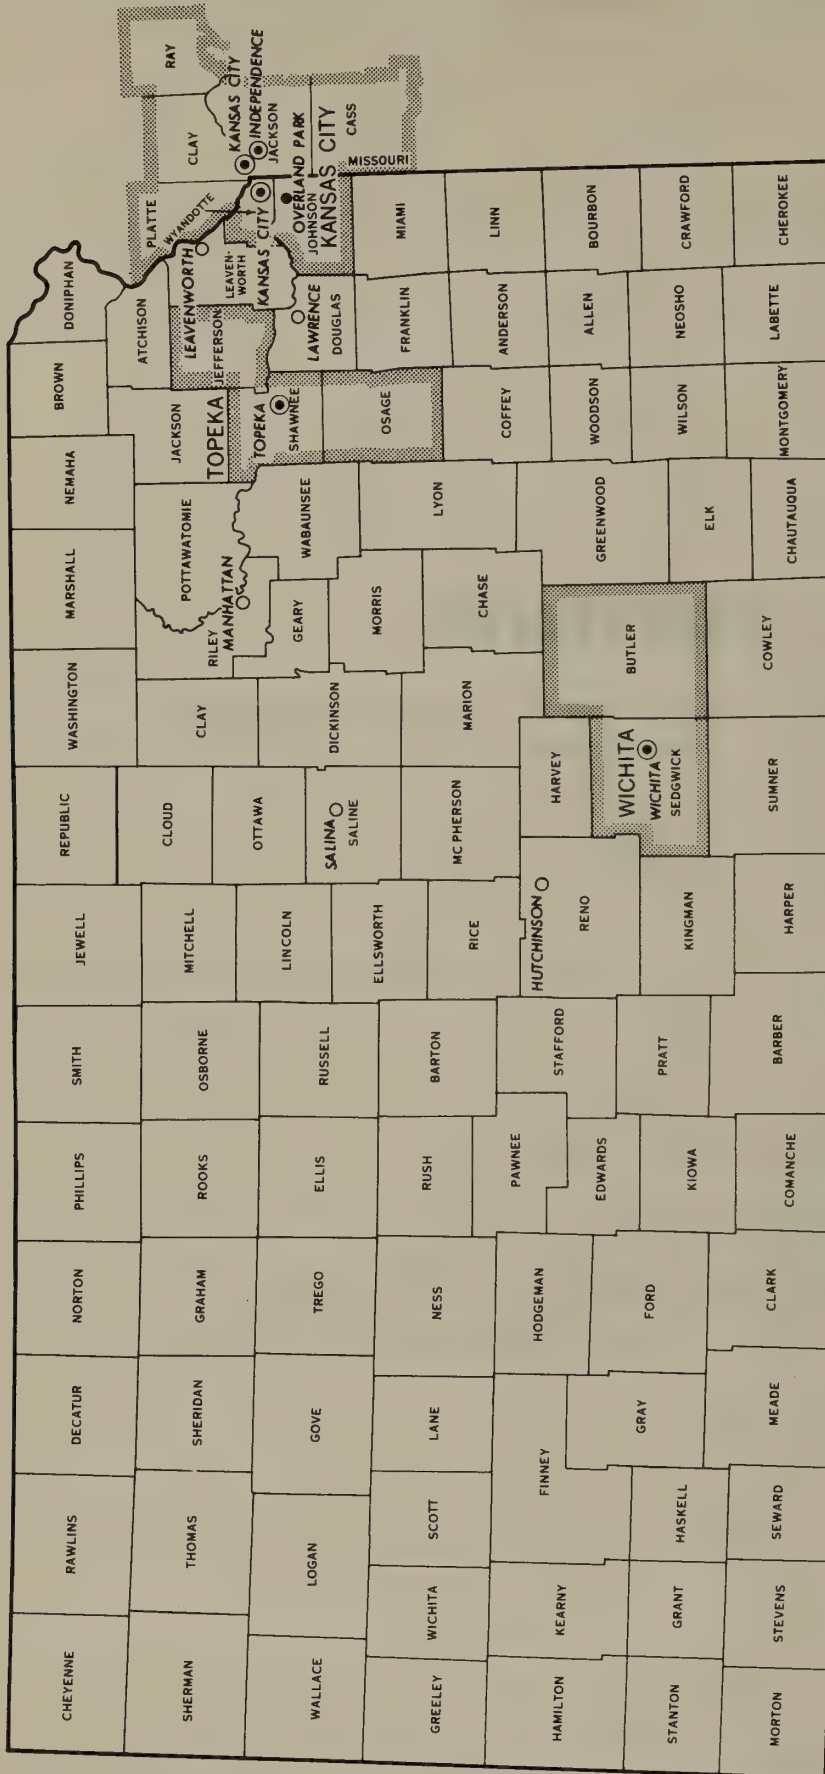 CHEYENNE
RAWLINS
DECATUR
NORTON
PHILLIPS
SMITH
JEWELL
REPUBLIC
WASHINGTON
MARSHALL
NEMAHA
BROWN
DONIPHAN
SHERMAN
THOMAS
SHERIDAN
GRAHAM
ROOKS
OSBORNE
MITCHELL
CLOUD
CLAY
RILEY
MANHATTAN
POTTAWATOMIE
JACKSON
ATCHISON
PLATTE
CLAY
RAY
WALLACE
LOGAN
GOVE
TREGO
ELLIS
RUSSELL
LINCOLN
OTTAWA
DICKINSON
GEARY
WABAUNSEE
TOPEKA
TOPEKA
SHAWNEE
LEAVENWORTH
JEFFERSON
LEAVEN-
WORTH
WYANDOTTE
KANSAS CITY
KANSAS CITY
INDEPENDENCE
JACKSON
GREELEY
WICHITA
SCOTT
LANE
NESS
RUSH
BARTON
ELLSWORTH
RICE
SALINA
SALINE
MC PHERSON
MARION
MORRIS
CHASE
LYON
OSAGE
LAWRENCE
DOUGLAS
OVERLAND PARK
JOHNSON
KANSAS CITY
CASS
MISSOURI
HAMILTON
KEARNY
FINNEY
HODGEMAN
PAWNEE
EDWARDS
STAFFORD
HUTCHINSON
RENO
HARVEY
WICHITA
WICHITA
SEDGWICK
BUTLER
GREENWOOD
COFFEY
FRANKLIN
MIAMI
ANDERSON
LINN
STANTON
GRANT
HASKELL
GRAY
FORD
KIOWA
PRATT
KINGMAN
ELK
WOODSON
ALLEN
BOURBON
WILSON
NEOSHO
CRAWFORD
MORTON
STEVENS
SEWARD
MEADE
CLARK
COMANCHE
BARBER
HARPER
SUMNER
COWLEY
CHAUTAUQUA
MONTGOMERY
LABETTE
CHEROKEE